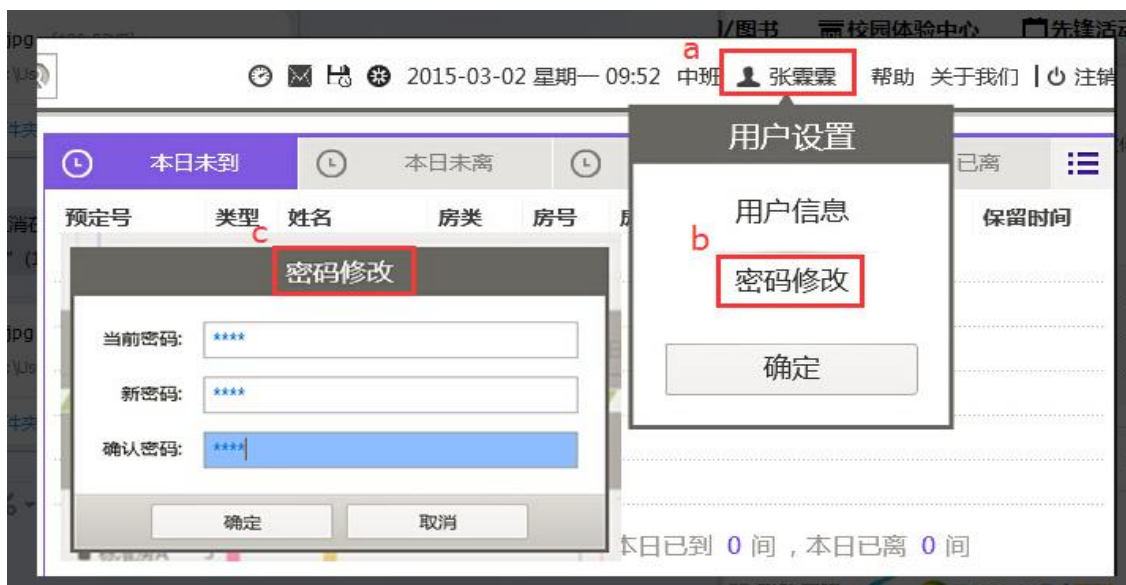 jpg
/图书 校园体验中心 先锋活动
a
2015-03-02 星期一 09:52 中班 张霖霖 帮助 关于我们 注销
用户设置
本日未到 本日未离 已离
预定号 类型 姓名 房类 房号 保留时间
用户信息
b
密码修改
c
密码修改
当前密码: ****
确定
新密码: ****
确认密码: ****
确定 取消
本日已到 0 间 , 本日已离 0 间